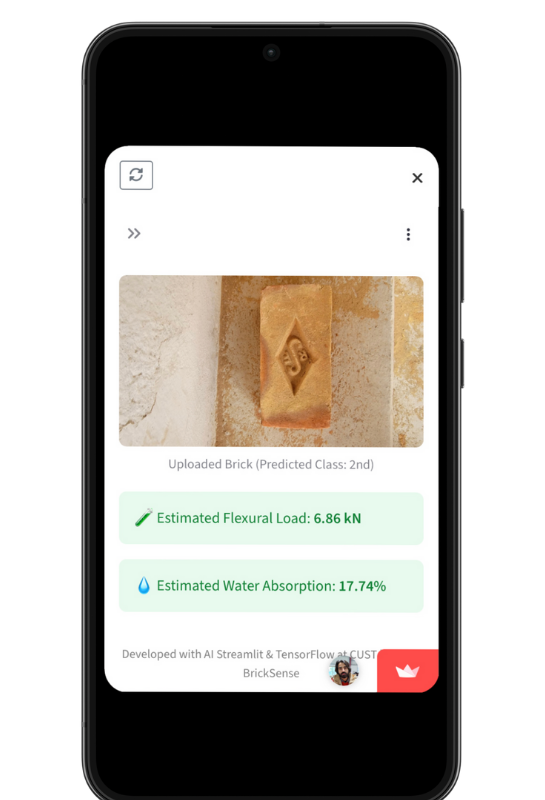 Uploaded Brick (Predicted Class: 2nd)
Estimated Flexural Load: 6.86 kN
Estimated Water Absorption: 17.74%
Developed with AI Streamlit & TensorFlow at CUST
BrickSense